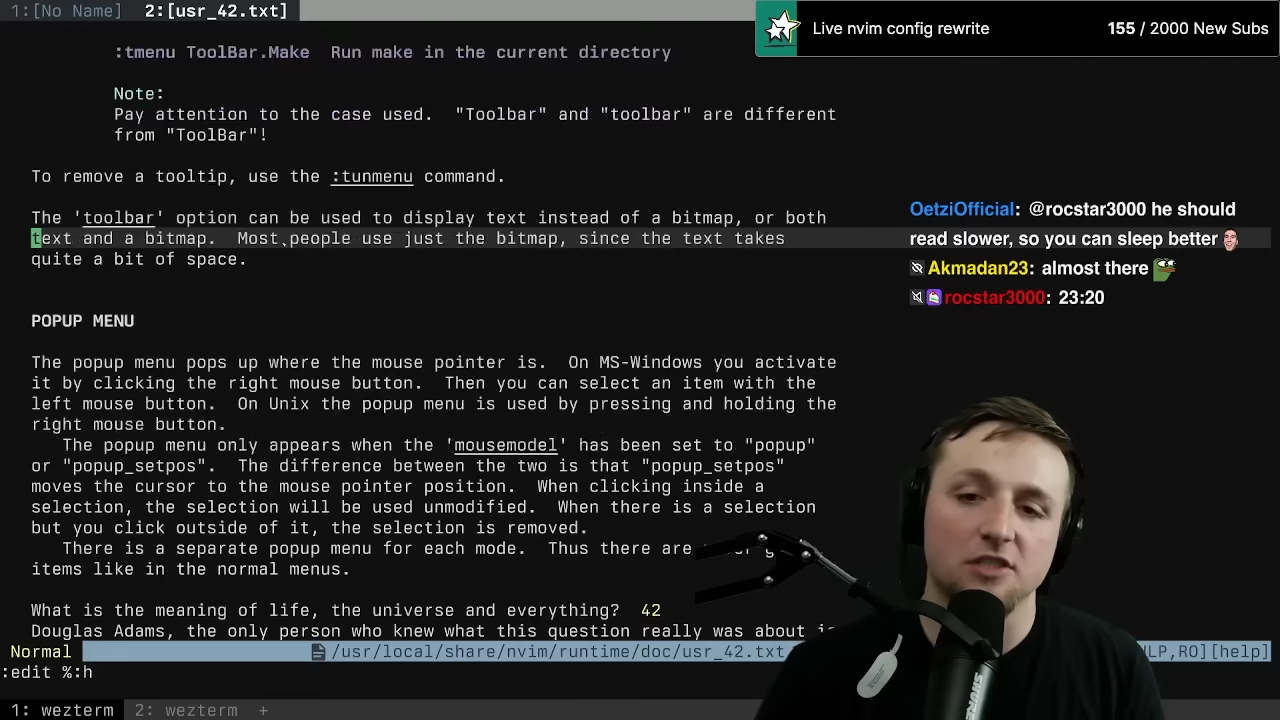 1:[No Name]  2:[usr_42.txt]
Live nvim config rewrite 155 / 2000 New Subs
:tmenu ToolBar.Make  Run make in the current directory
Note:
Pay attention to the case used.  "Toolbar" and "toolbar" are different
from "ToolBar"!
To remove a tooltip, use the :tunmenu command.
The 'toolbar' option can be used to display text instead of a bitmap, or both
text and a bitmap.  Most people use just the bitmap, since the text takes
quite a bit of space.
OetziOfficial: @rocstar3000 he should
read slower, so you can sleep better
Akmadan23: almost there
rocstar3000: 23:20
POPUP MENU
The popup menu pops up where the mouse pointer is.  On MS-Windows you activate
it by clicking the right mouse button.  Then you can select an item with the
left mouse button.  On Unix the popup menu is used by pressing and holding the
right mouse button.
The popup menu only appears when the 'mousemodel' has been set to "popup"
or "popup_setpos".  The difference between the two is that "popup_setpos"
moves the cursor to the mouse pointer position.  When clicking inside a
selection, the selection will be used unmodified.  When there is a selection
but you click outside of it, the selection is removed.
There is a separate popup menu for each mode.  Thus there are
items like in the normal menus.
What is the meaning of life, the universe and everything?  42
Douglas Adams, the only person who knew what this question really was about is
Normal /usr/local/share/nvim/runtime/doc/usr_42.txt LP,RO][help]
:edit %:h
1: wezterm  2: wezterm  +
SHURE